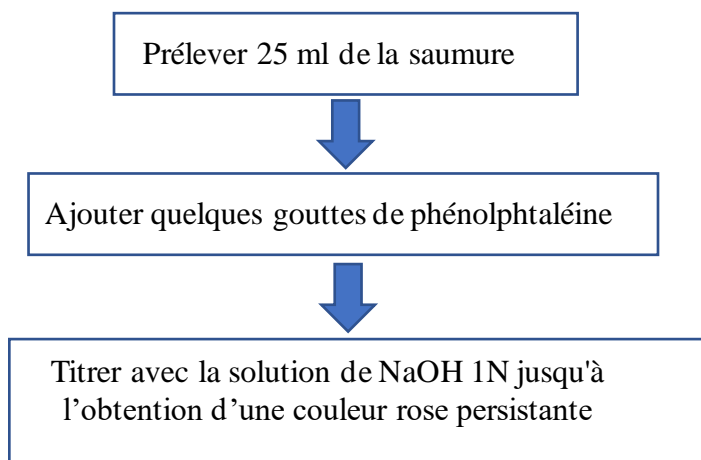 Prélever 25 ml de la saumure
Ajouter quelques gouttes de phénolphtaléine
Titrer avec la solution de NaOH 1N jusqu'à
l’obtention d’une couleur rose persistante